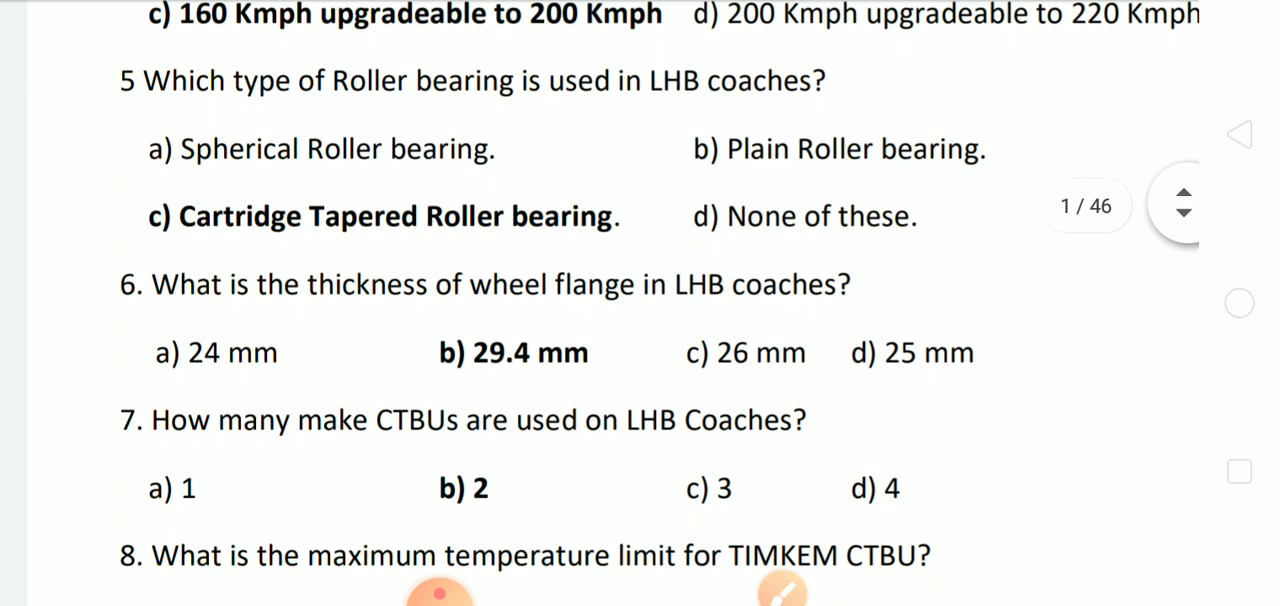 c) 160 Kmph upgradeable to 200 Kmph d) 200 Kmph upgradeable to 220 Kmph
5 Which type of Roller bearing is used in LHB coaches?
a) Spherical Roller bearing. b) Plain Roller bearing.
1 / 46
c) Cartridge Tapered Roller bearing. d) None of these.
6. What is the thickness of wheel flange in LHB coaches?
a) 24 mm b) 29.4 mm c) 26 mm d) 25 mm
7. How many make CTBUs are used on LHB Coaches?
a) 1 b) 2 c) 3 d) 4
8. What is the maximum temperature limit for TIMKEM CTBU?